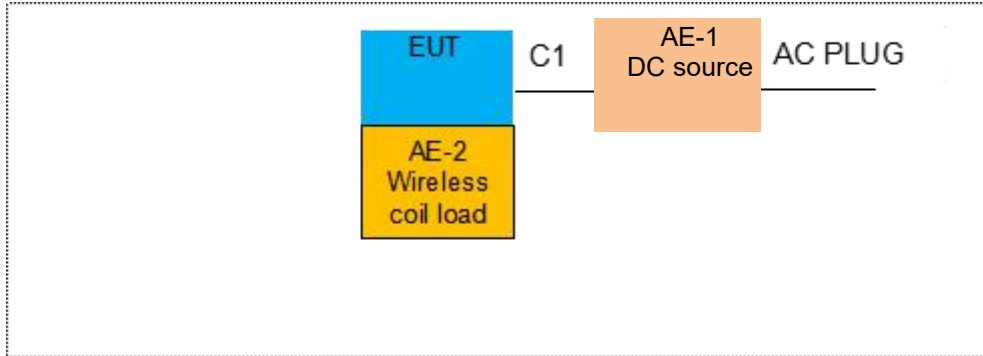 EUT
C1
AE-1
DC source
AC PLUG
AE-2
Wireless
coil load